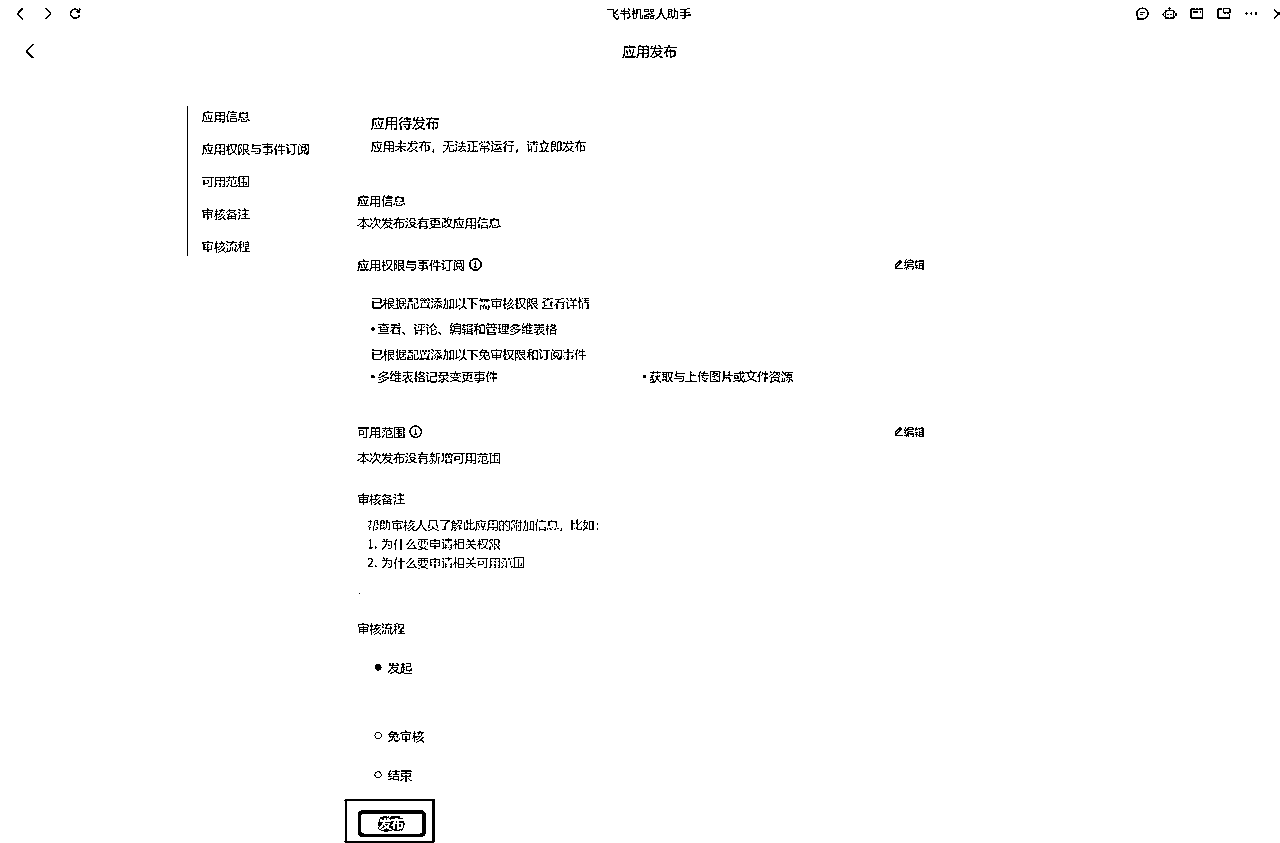 飞书机器人助手
应用发布
应用信息
应用权限与事件订阅
可用范围
审核备注
审核流程
应用待发布
应用未发布，无法正常运行，请立即发布
应用信息
本次发布没有更改应用信息
应用权限与事件订阅
编辑
已根据配置添加以下需审核权限 查看详情
• 查看、评论、编辑和管理多维表格
已根据配置添加以下免审权限和订阅事件
• 多维表格记录变更事件
• 获取与上传图片或文件资源
可用范围
编辑
本次发布没有新增可用范围
审核备注
帮助审核人员了解此应用的附加信息，比如：
1. 为什么要申请相关权限
2. 为什么要申请相关可用范围
审核流程
发起
免审核
结束
发布